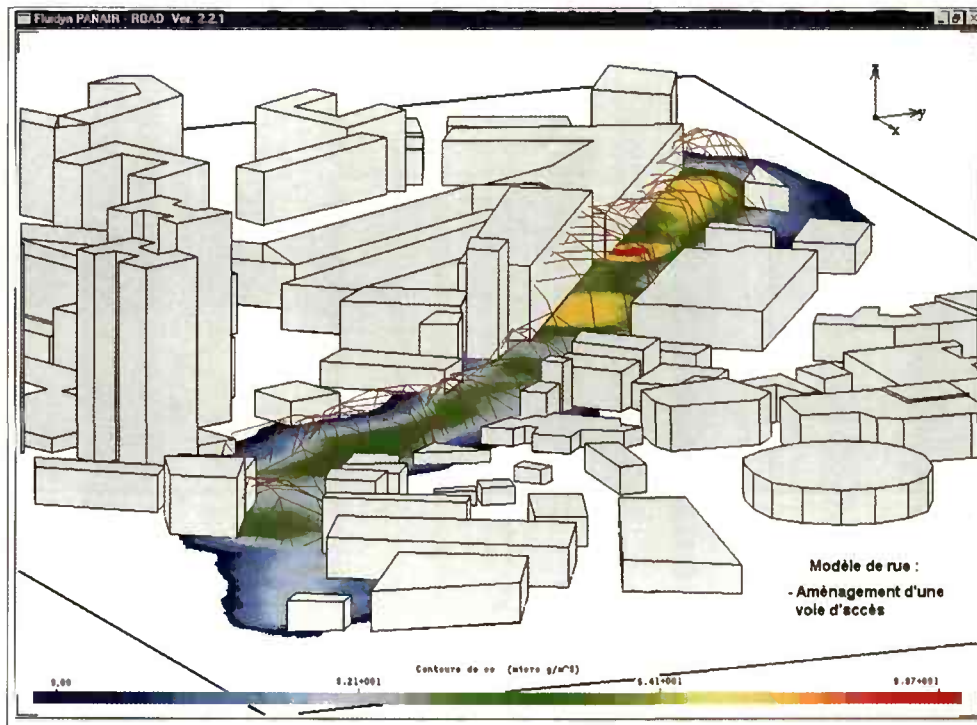 Fluidyn PANAIR - ROAD Ver. 2.2.1
z
y
x
Modèle de rue :
- Aménagement d'une
voie d'accès
Contours de co (micro g/m^3)
0.00 3.21+001 6.41+001 9.87+001